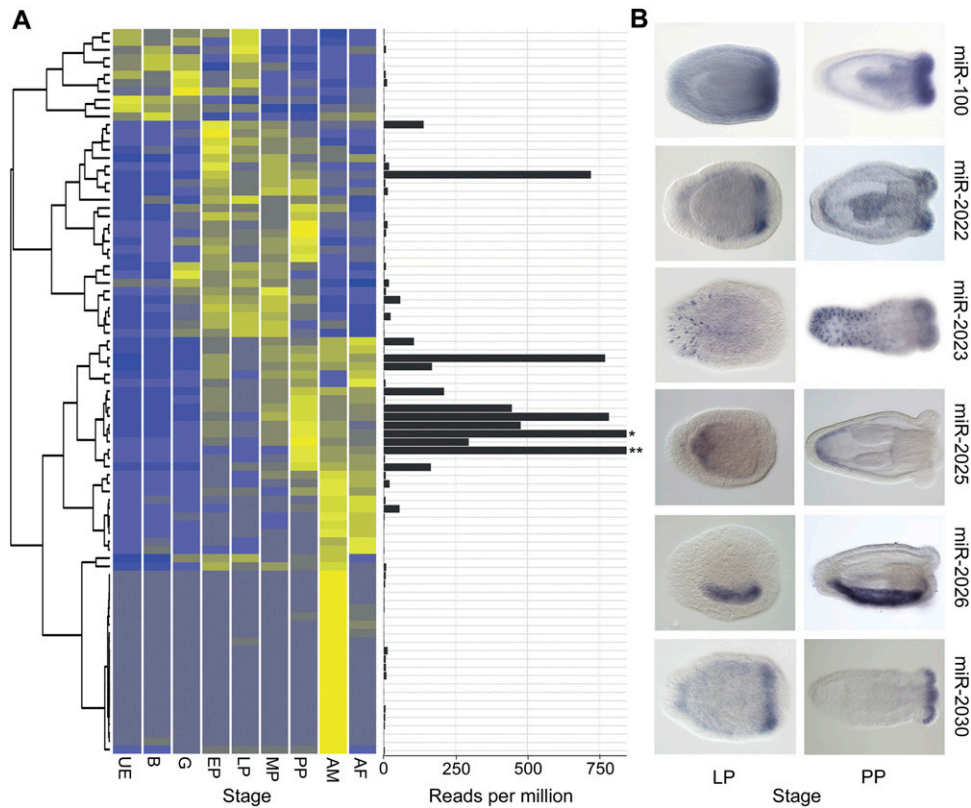 A
B
*
**
UE
B
G
EP
LP
MP
PP
AM
AF
Stage
0
250
500
750
Reads per million
miR-100
miR-2022
miR-2023
miR-2025
miR-2026
miR-2030
LP
PP
Stage